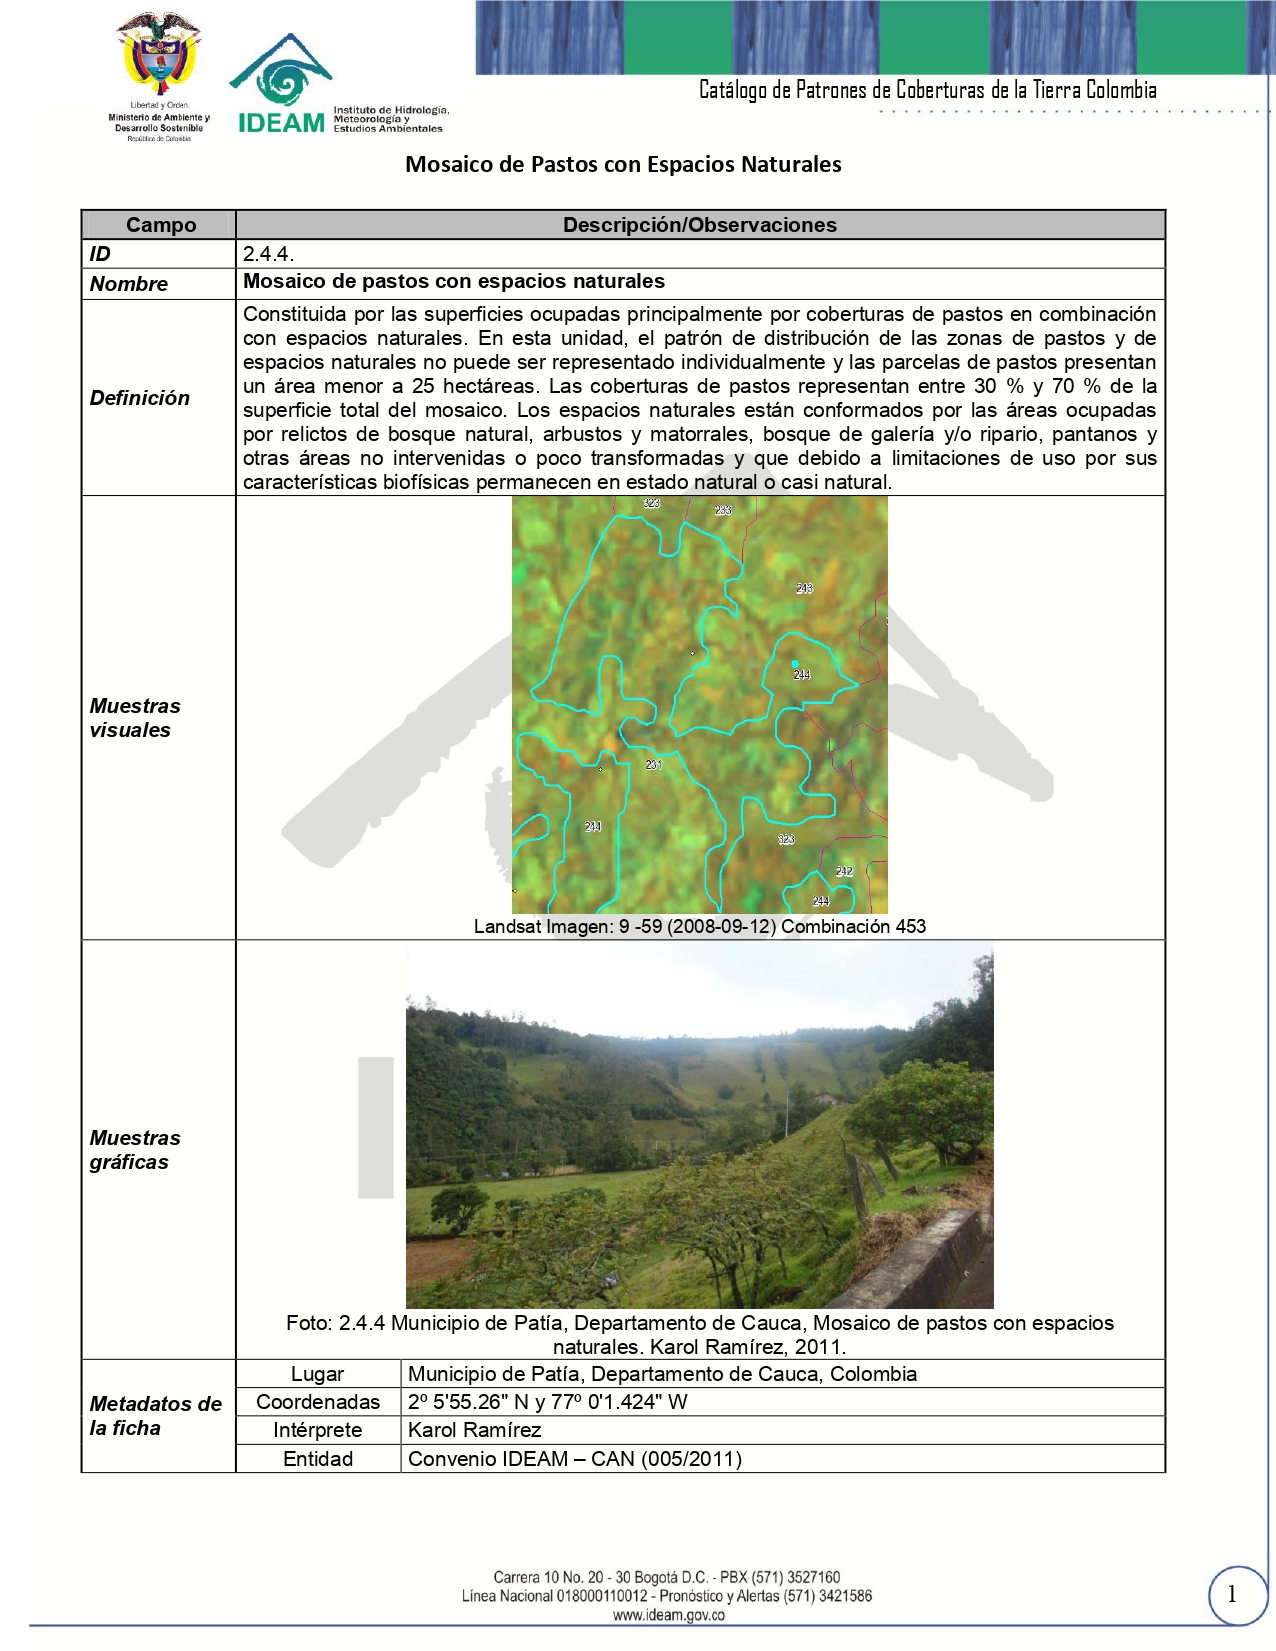 Catálogo de Patrones de Coberturas de la Tierra Colombia
Libertad y Orden
Ministerio de Ambiente y
Desarrollo Sostenible
República de Colombia
IDEAM
Instituto de Hidrología,
Meteorología y
Estudios Ambientales
Mosaico de Pastos con Espacios Naturales
Campo Descripción/Observaciones
ID 2.4.4.
Nombre Mosaico de pastos con espacios naturales
Definición
Constituida por las superficies ocupadas principalmente por coberturas de pastos en combinación
con espacios naturales. En esta unidad, el patrón de distribución de las zonas de pastos y de
espacios naturales no puede ser representado individualmente y las parcelas de pastos presentan
un área menor a 25 hectáreas. Las coberturas de pastos representan entre 30 % y 70 % de la
superficie total del mosaico. Los espacios naturales están conformados por las áreas ocupadas
por relictos de bosque natural, arbustos y matorrales, bosque de galería y/o ripario, pantanos y
otras áreas no intervenidas o poco transformadas y que debido a limitaciones de uso por sus
características biofísicas permanecen en estado natural o casi natural.
Muestras
visuales
323
233
243
244
231
244
323
242
244
Landsat Imagen: 9 -59 (2008-09-12) Combinación 453
Muestras
gráficas
Foto: 2.4.4 Municipio de Patía, Departamento de Cauca, Mosaico de pastos con espacios
naturales. Karol Ramírez, 2011.
Metadatos de
la ficha
Lugar Municipio de Patía, Departamento de Cauca, Colombia
Coordenadas 2º 5'55.26" N y 77º 0'1.424" W
Intérprete Karol Ramírez
Entidad Convenio IDEAM – CAN (005/2011)
Carrera 10 No. 20 - 30 Bogotá D.C. - PBX (571) 3527160
Línea Nacional 018000110012 - Pronóstico y Alertas (571) 3421586
www.ideam.gov.co
1